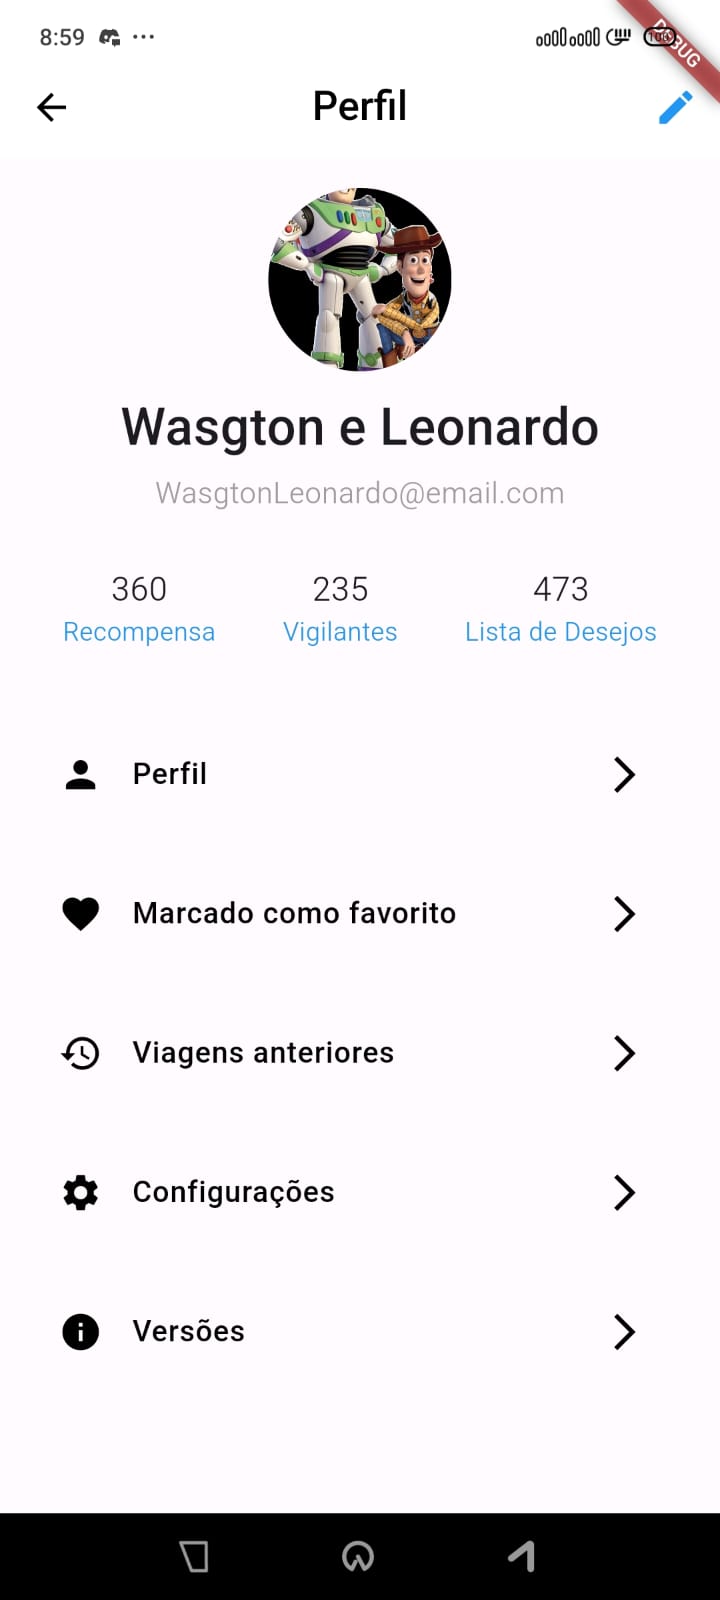 8:59
DEBUG
Perfil
Wasgton e Leonardo
WasgtonLeonardo@email.com
360 235 473
Recompensa Vigilantes Lista de Desejos
Perfil
Marcado como favorito
Viagens anteriores
Configurações
Versões